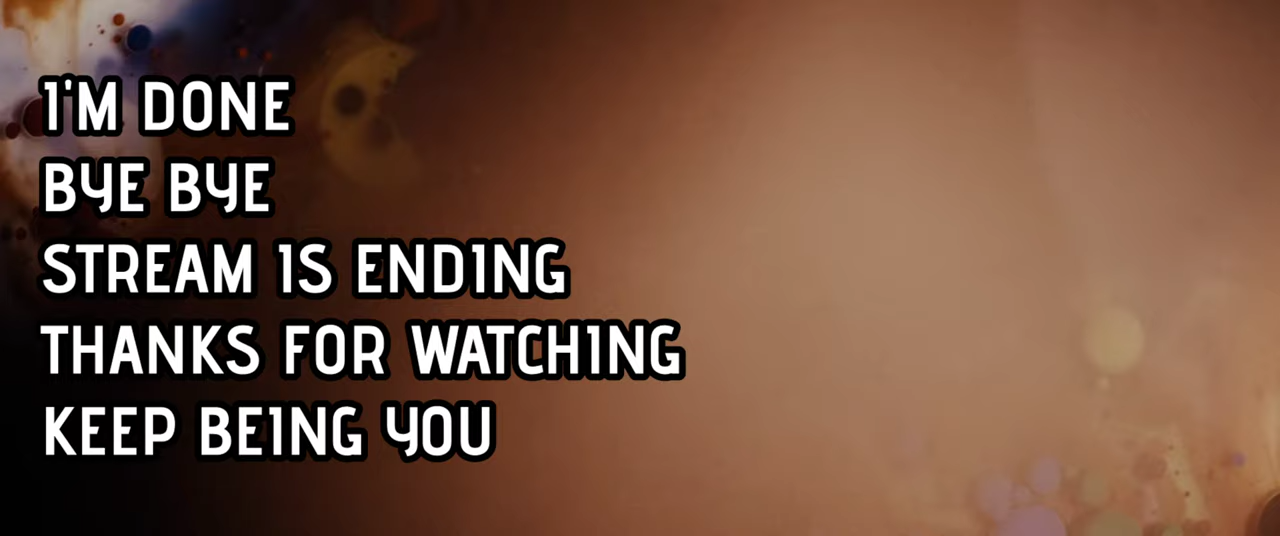 I'M DONE
BYE BYE
STREAM IS ENDING
THANKS FOR WATCHING
KEEP BEING YOU